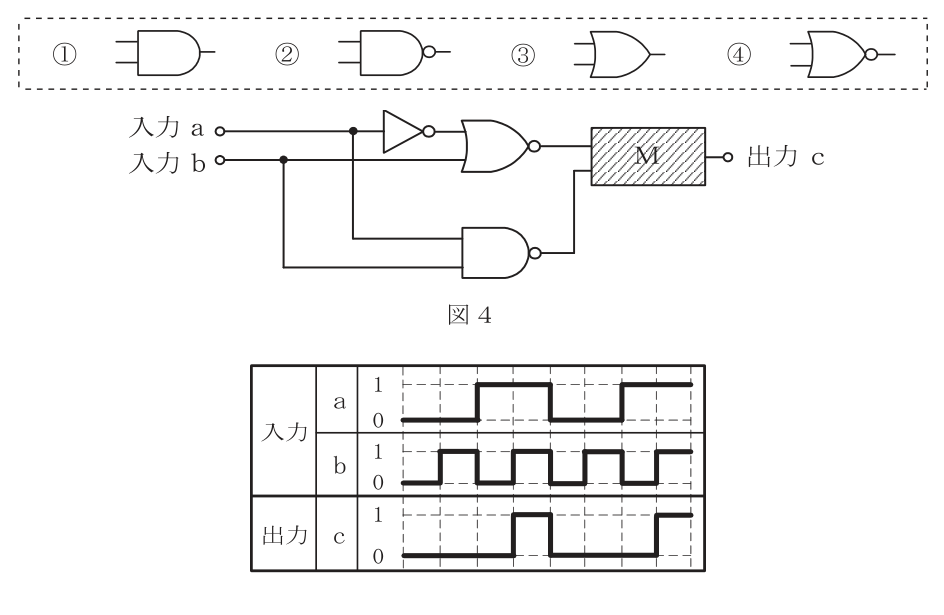 ① ② ③ ④
入力 a
入力 b
M
出力 c
図 4
入力 a 1 0
b 1 0
出力 c 1 0